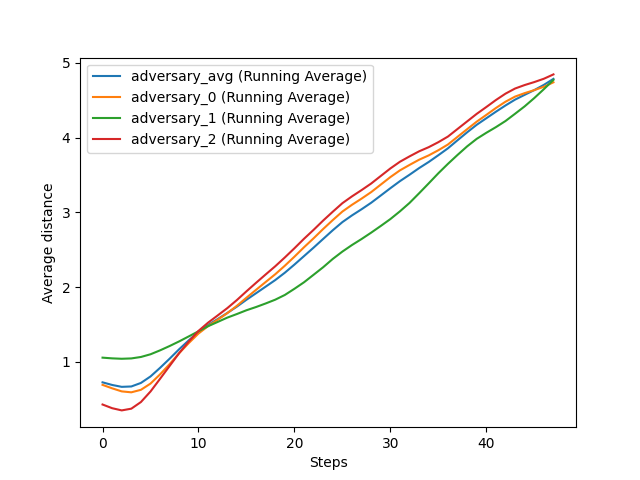 adversary_avg (Running Average)
adversary_0 (Running Average)
adversary_1 (Running Average)
adversary_2 (Running Average)
Average distance
5
4
3
2
1
0
10
20
30
40
Steps